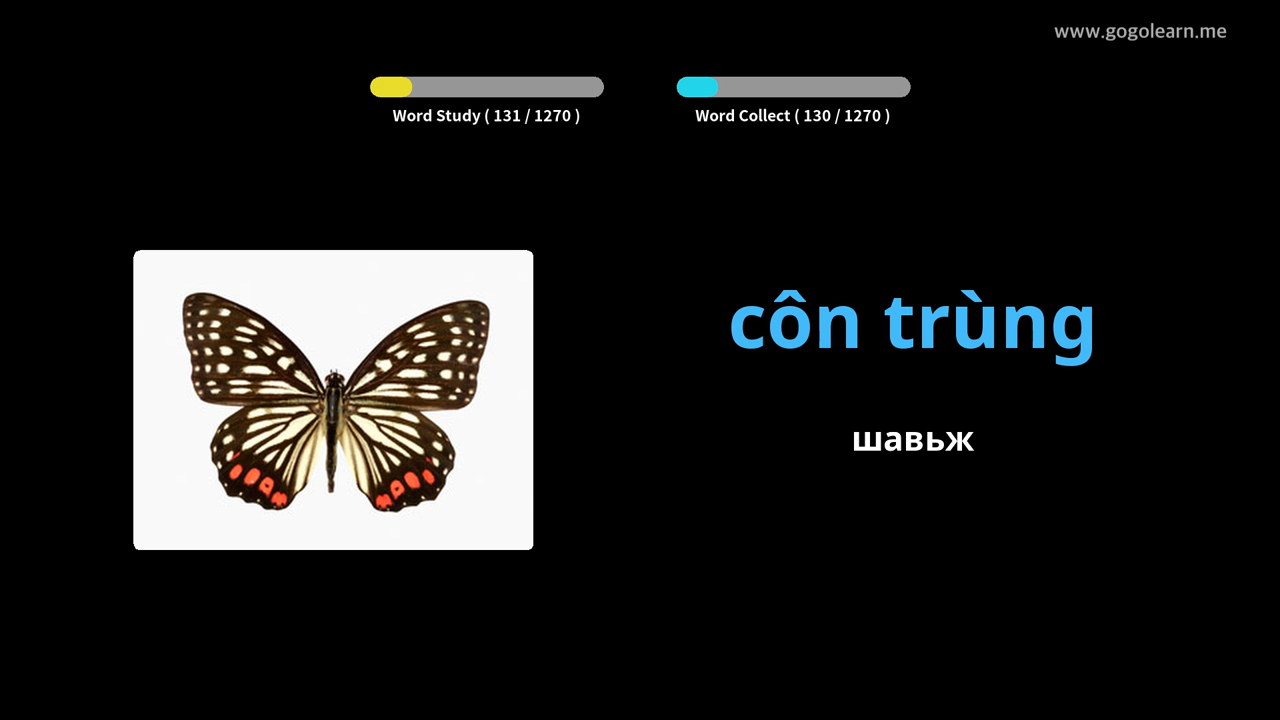 www.gogolearn.me
Word Study ( 131 / 1270 )
Word Collect ( 130 / 1270 )
côn trùng
шавьж